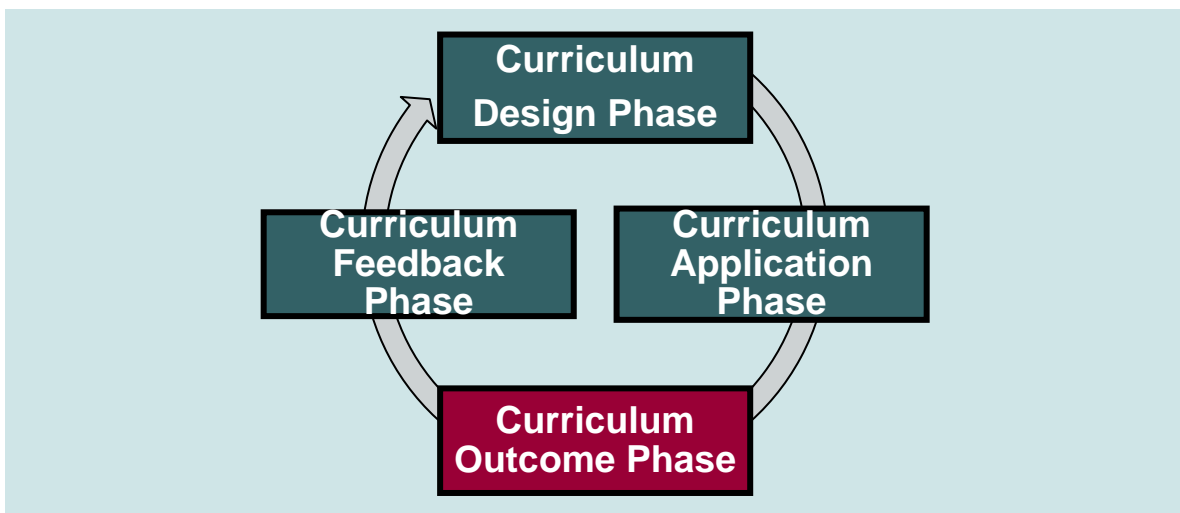 Curriculum
Design Phase
Curriculum
Feedback
Phase
Curriculum
Application
Phase
Curriculum
Outcome Phase